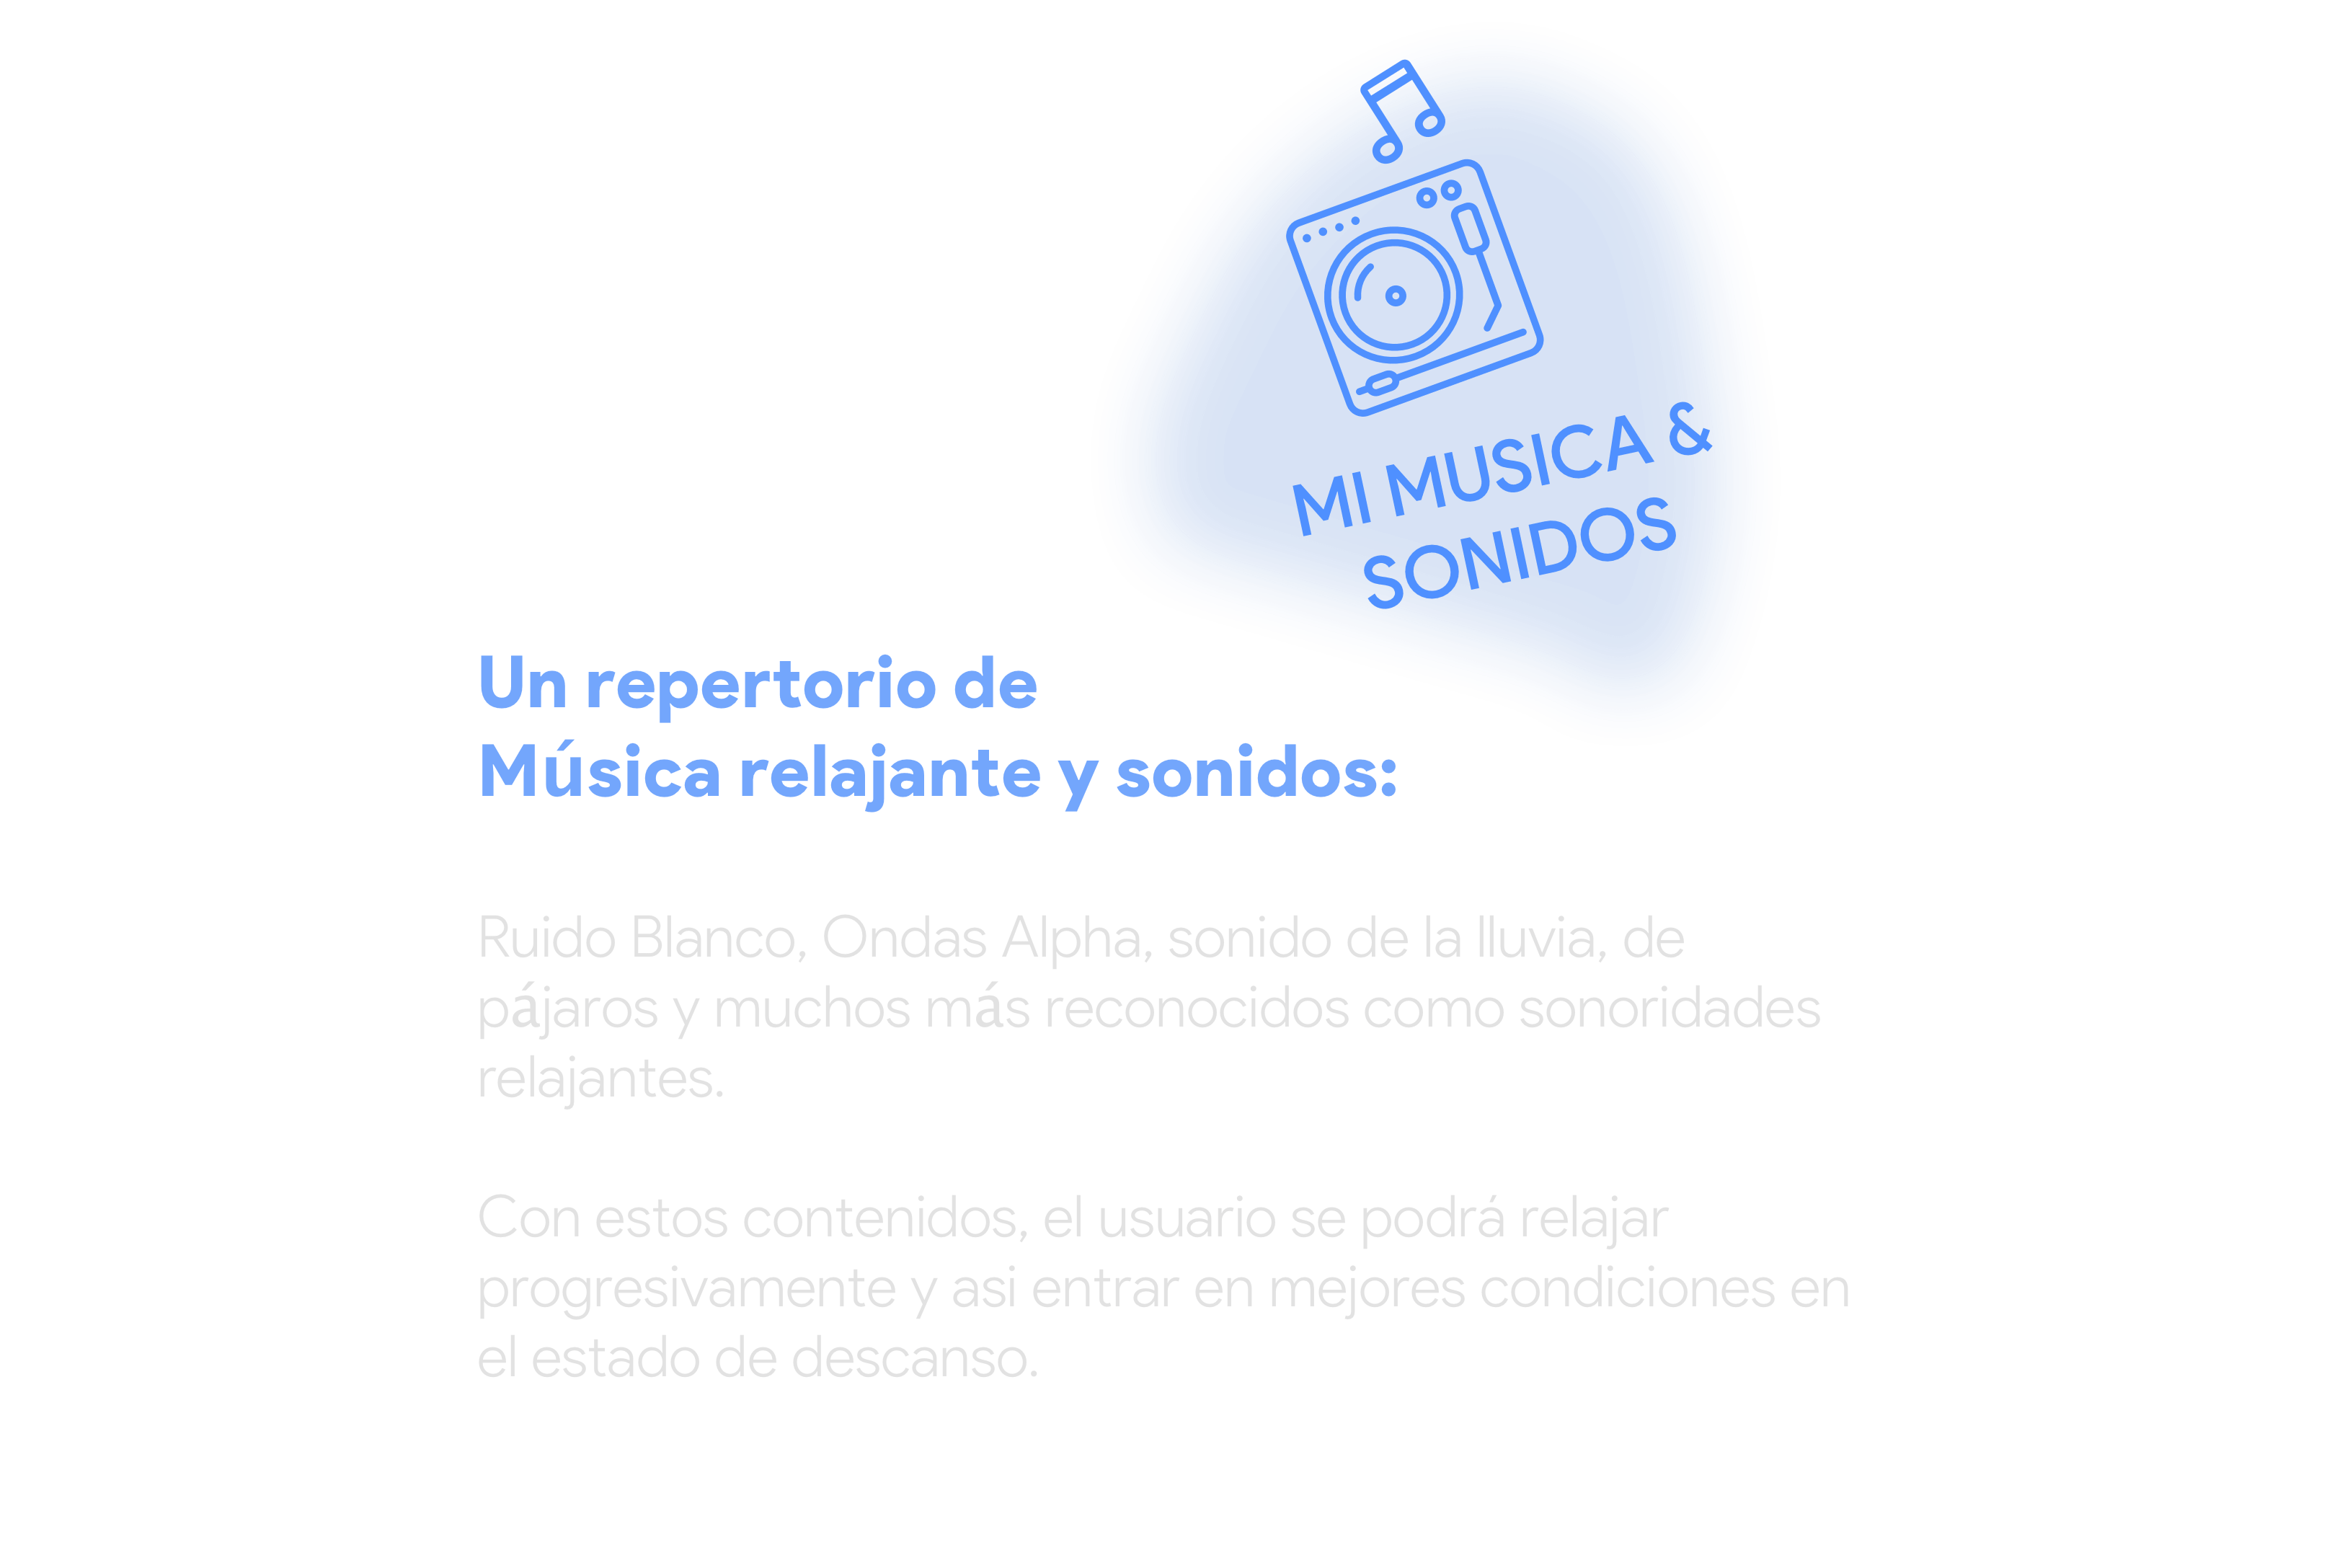 MI MUSICA &
SONIDOS
Un repertorio de
Música relajante y sonidos:
Ruido Blanco, Ondas Alpha, sonido de la lluvia, de
pájaros y muchos más reconocidos como sonoridades
relajantes.
Con estos contenidos, el usuario se podrá relajar
progresivamente y asi entrar en mejores condiciones en
el estado de descanso.